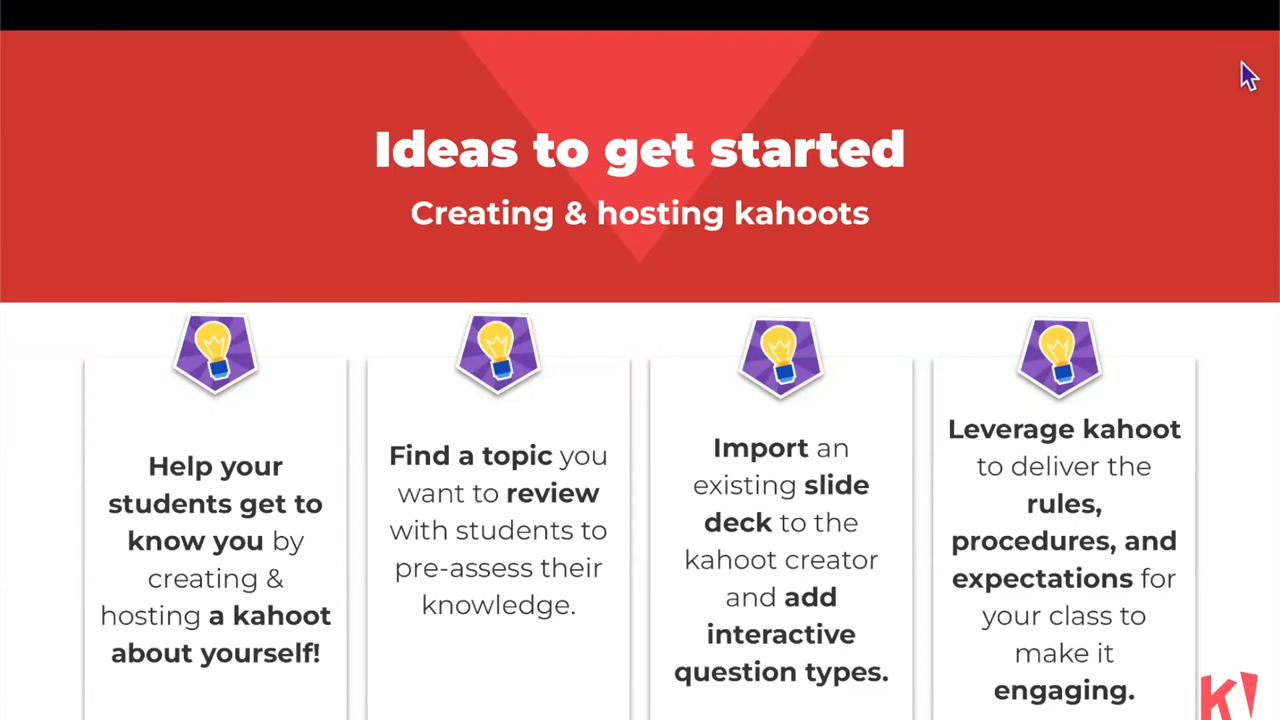 Ideas to get started
Creating & hosting kahoots
Help your
students get to
know you by
creating &
hosting a kahoot
about yourself!
Find a topic you
want to review
with students to
pre-assess their
knowledge.
Import an
existing slide
deck to the
kahoot creator
and add
interactive
question types.
Leverage kahoot
to deliver the
rules,
procedures, and
expectations for
your class to
make it
engaging.
K!